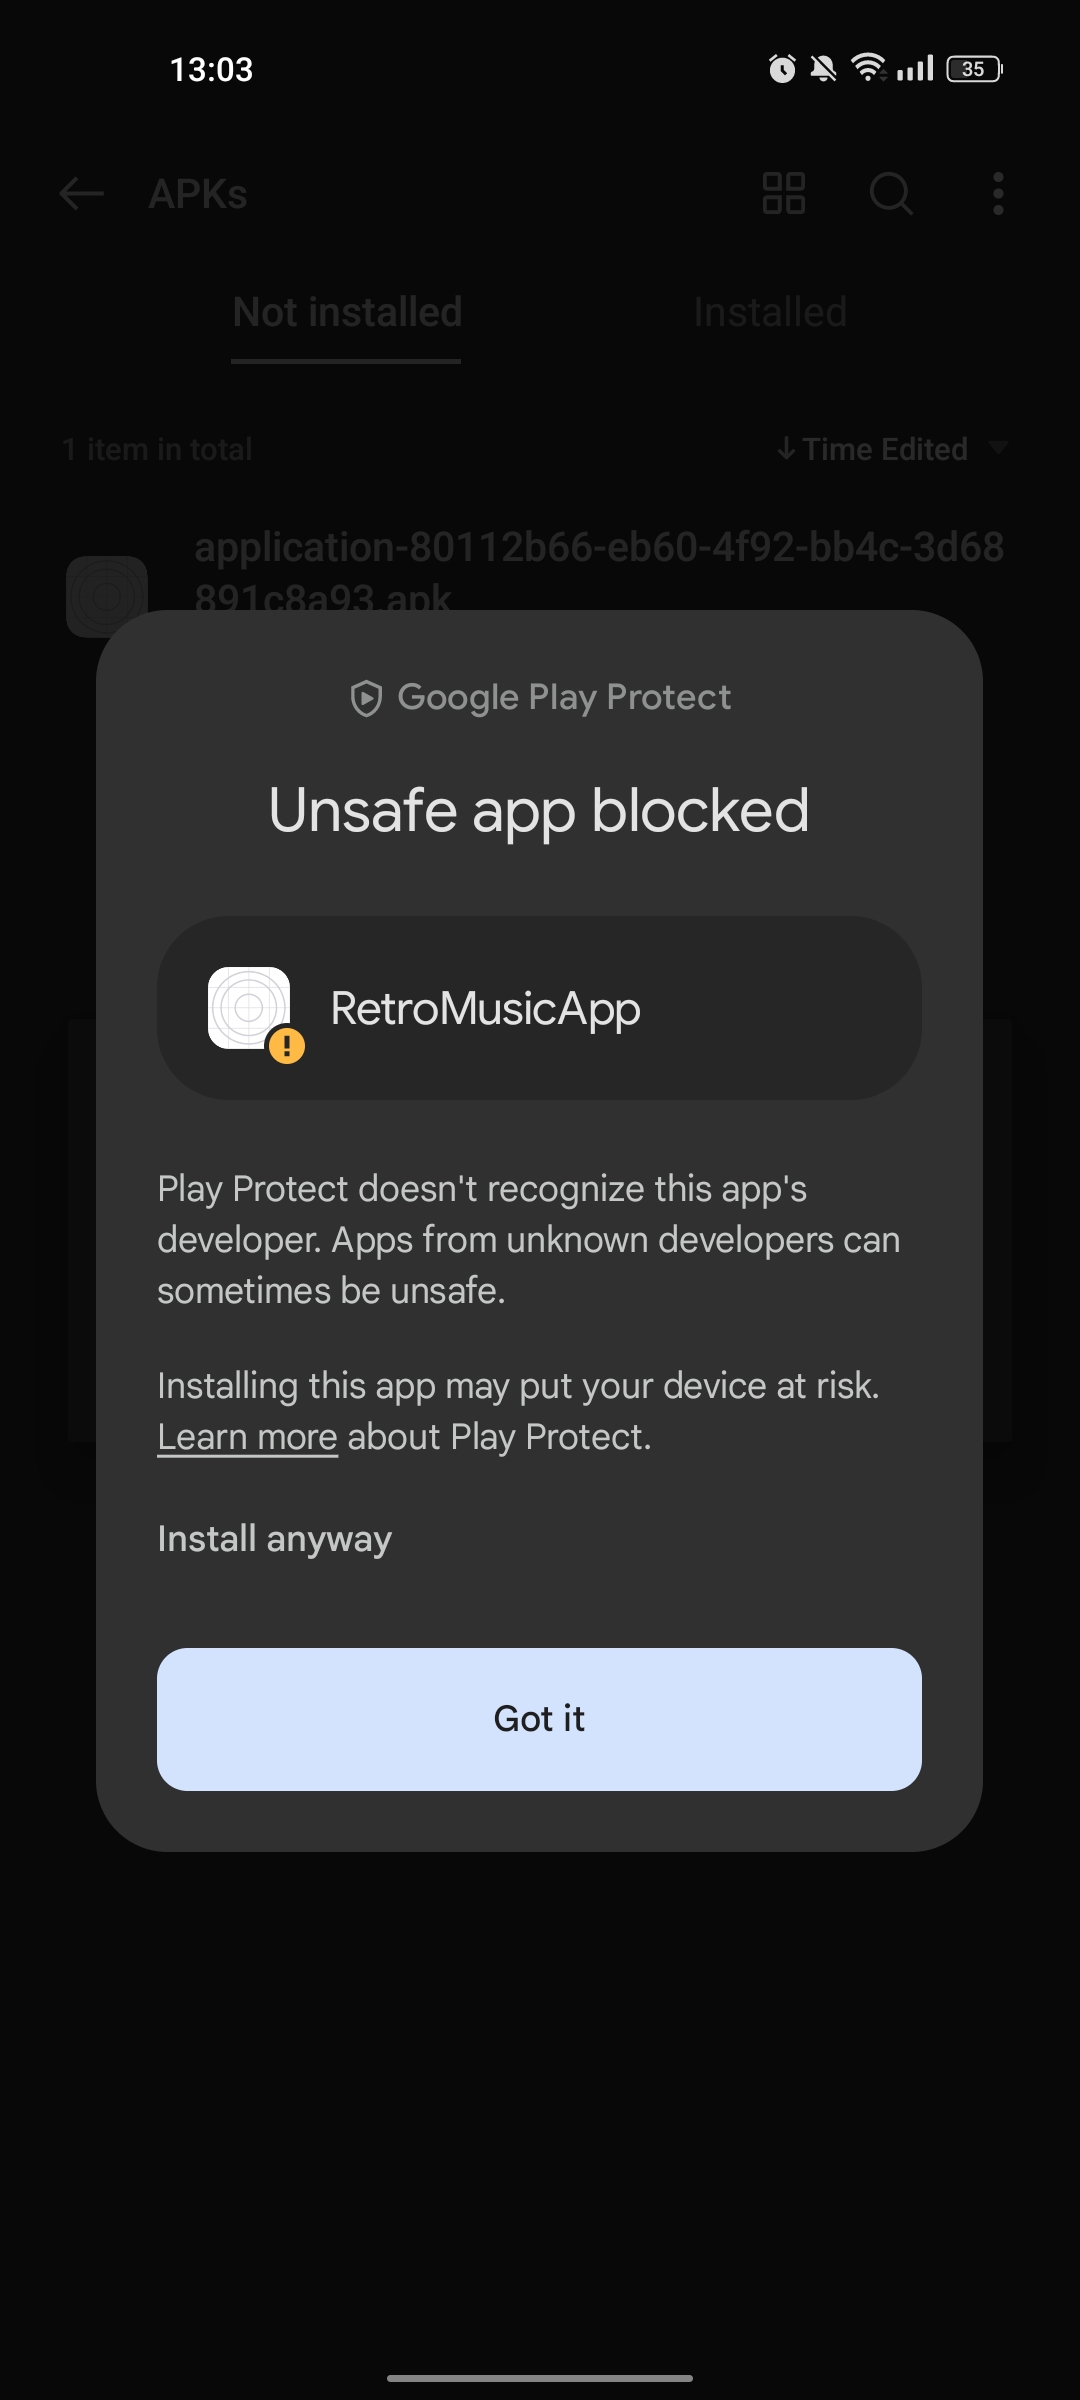 13:03
35
APKs
Not installed
Installed
1 item in total
Time Edited
application-80112b66-eb60-4f92-bb4c-3d68
891c8a93.apk
Google Play Protect
Unsafe app blocked
RetroMusicApp
Play Protect doesn't recognize this app's
developer. Apps from unknown developers can
sometimes be unsafe.
Installing this app may put your device at risk.
Learn more about Play Protect.
Install anyway
Got it